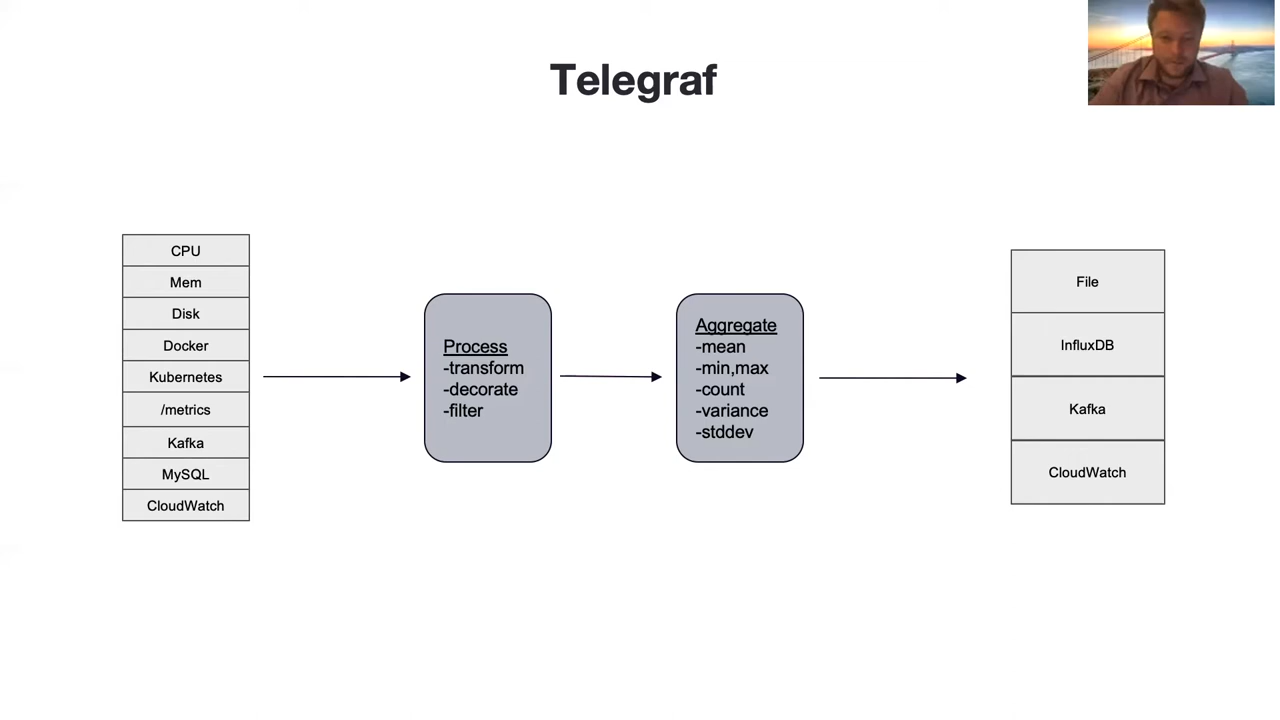 Telegraf
CPU
Mem
Disk
Docker
Kubernetes
/metrics
Kafka
MySQL
CloudWatch
Process
-transform
-decorate
-filter
Aggregate
-mean
-min,max
-count
-variance
-stddev
File
InfluxDB
Kafka
CloudWatch